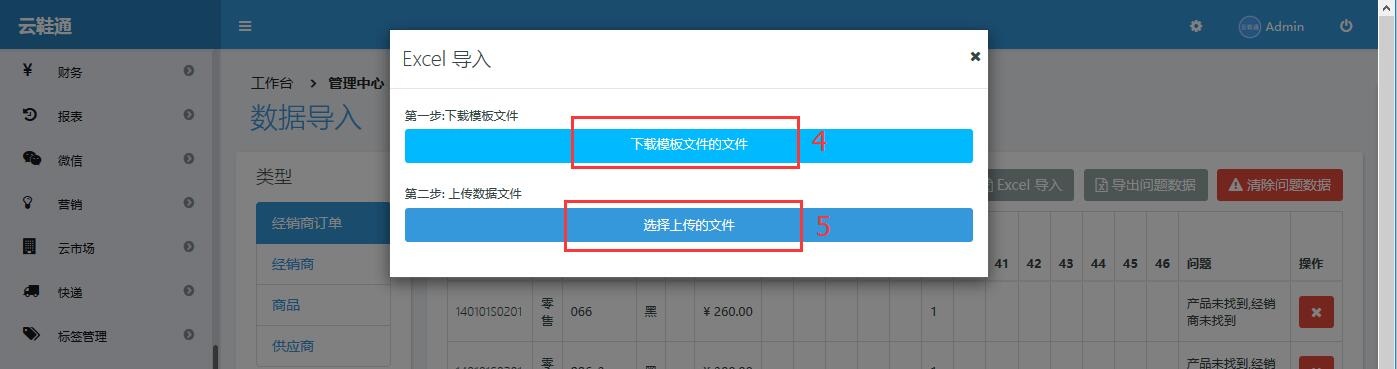 云鞋通
Admin
¥ 财务
报表
微信
营销
云市场
快递
标签管理
工作台 > 管理中心
数据导入
类型
经销商订单
经销商
商品
供应商
Excel 导入
第一步:下载模板文件
下载模板文件的文件
4
第二步: 上传数据文件
选择上传的文件
5
Excel 导入
导出问题数据
清除问题数据
41 42 43 44 45 46 问题 操作
140101S0201 零售 066 黑 ¥ 260.00 1 产品未找到,经销商未找到
产品未找到,经销